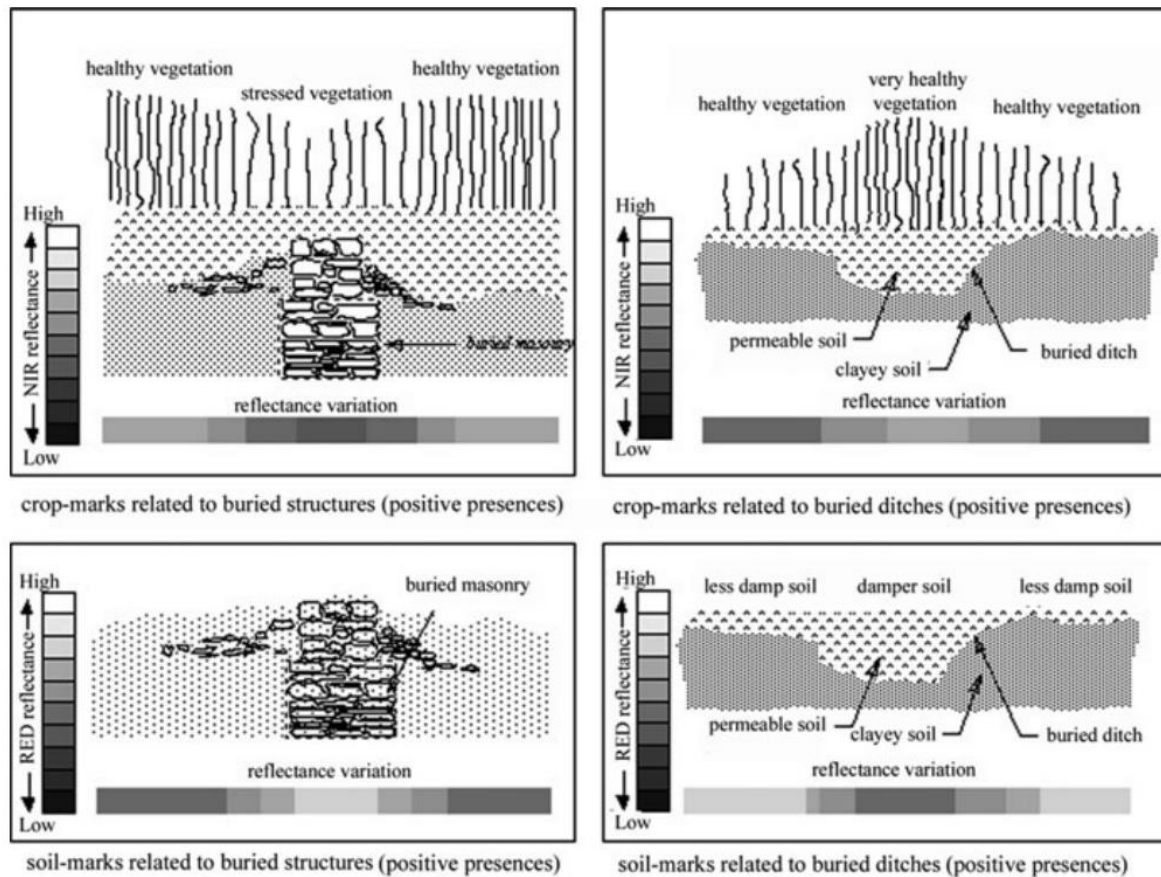 healthy vegetation
healthy vegetation
stressed vegetation
High
NIR reflectance
Low
buried masonry
reflectance variation
crop-marks related to buried structures (positive presences)
very healthy
vegetation
healthy vegetation
healthy vegetation
High
NIR reflectance
Low
permeable soil
clayey soil
buried ditch
reflectance variation
crop-marks related to buried ditches (positive presences)
High
RED reflectance
Low
buried masonry
reflectance variation
soil-marks related to buried structures (positive presences)
High
RED reflectance
Low
less damp soil
damper soil
less damp soil
permeable soil
clayey soil
buried ditch
reflectance variation
soil-marks related to buried ditches (positive presences)